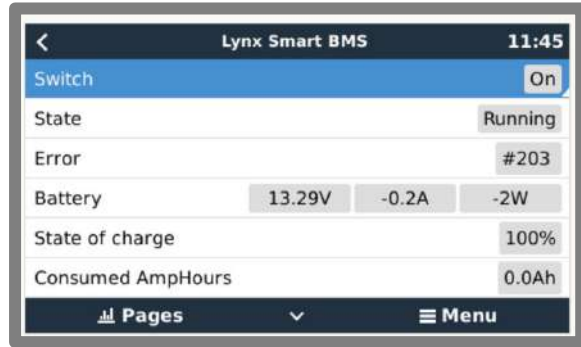 Lynx Smart BMS 11:45
Switch On
State Running
Error #203
Battery 13.29V -0.2A -2W
State of charge 100%
Consumed AmpHours 0.0Ah
Pages Menu